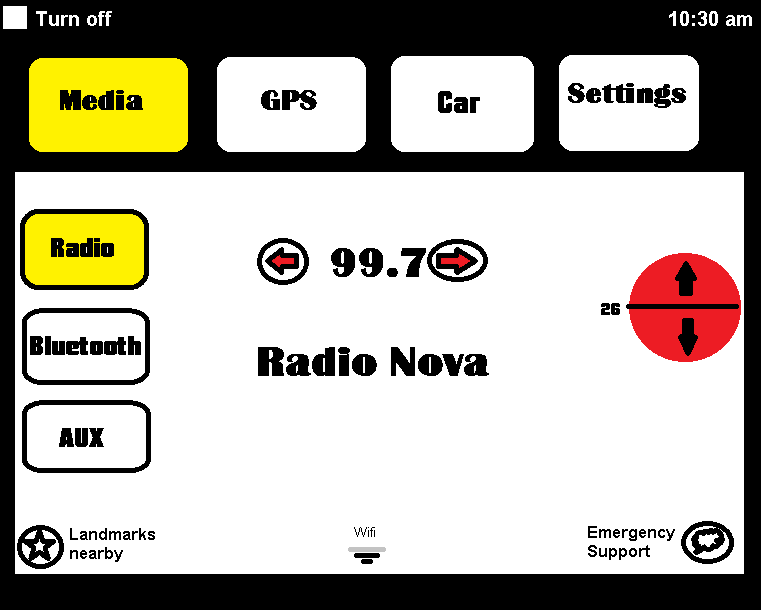 Turn off
10:30 am
Media
GPS
Car
Settings
Radio
99.7
26
Bluetooth
Radio Nova
AUX
Landmarks
nearby
Wifi
Emergency
Support